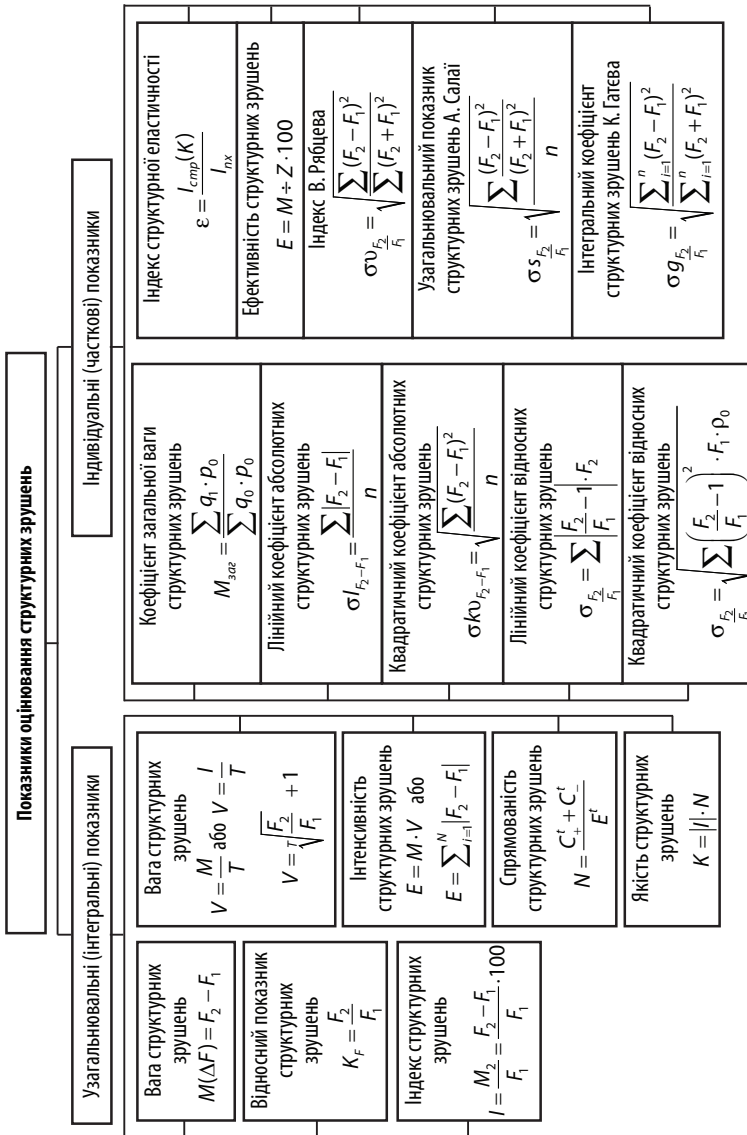 Показники оцінювання структурних зрушень
Узагальнювальні (інтегральні) показники
Вага структурних
зрушень
M(ΔF) = F₂ − F₁
Відносний показник
структурних
зрушень
K_F = F₂/F₁
Індекс структурних
зрушень
I = M₂/F₁ = (F₂ − F₁)/F₁ · 100
Вага структурних
зрушень
V = M/T або V = I/T
V = ᵀ√(F₂/F₁) + 1
Інтенсивність
структурних зрушень
E = M · V або
E = ∑ᵢ₌₁ᴺ |F₂ − F₁|
Спрямованість
структурних зрушень
N = (C₊ᵗ + C₋ᵗ)/Eᵗ
Якість структурних
зрушень
K = |I| · N
Індивідуальні (часткові) показники
Коефіцієнт загальної ваги
структурних зрушень
M_заг = ∑ q₁ · p₀ / ∑ q₀ · p₀
Лінійний коефіцієнт абсолютних
структурних зрушень
σl_{F₂−F₁} = ∑|F₂ − F₁| / n
Квадратичний коефіцієнт абсолютних
структурних зрушень
σkυ_{F₂−F₁} = √(∑(F₂ − F₁)² / n)
Лінійний коефіцієнт відносних
структурних зрушень
σ_{F₂/F₁} = ∑|F₂/F₁ − 1 · F₂|
Квадратичний коефіцієнт відносних
структурних зрушень
σ_{F₂/F₁} = √(∑(F₂/F₁ − 1)² · F₁ · ρ₀)
Індекс структурної еластичності
ε = I_стр(K) / I_пх
Ефективність структурних зрушень
E = M ÷ Z · 100
Індекс В. Рябцева
συ_{F₂/F₁} = √(∑(F₂ − F₁)² / ∑(F₂ + F₁)²)
Узагальнювальний показник
структурних зрушень А. Салаї
σs_{F₂/F₁} = √(∑((F₂ − F₁)² / (F₂ + F₁)²) / n)
Інтегральний коефіцієнт
структурних зрушень К. Гатєва
σg_{F₂/F₁} = √(∑ᵢ₌₁ⁿ(F₂ − F₁)² / ∑ᵢ₌₁ⁿ(F₂ + F₁)²)